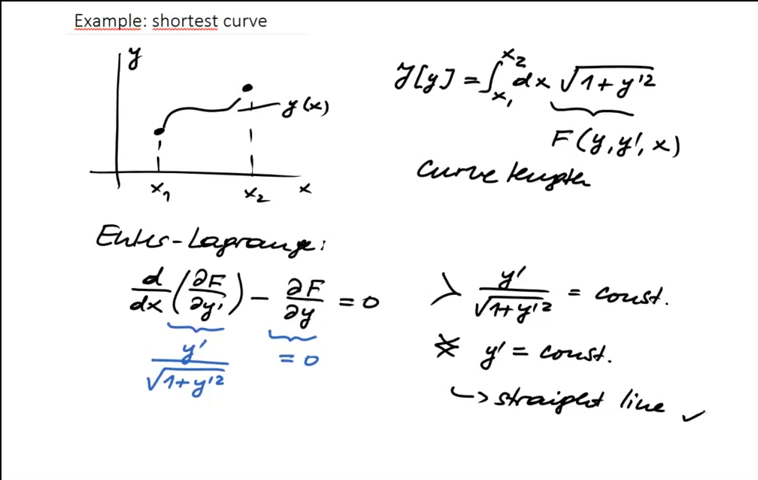 Example: shortest curve
y
y(x)
x₁ x₂ x
J[y] = ∫ₓ₁ˣ² dx √(1+y'²)
F(y, y', x)
curve length
Euler-Lagrange:
d/dx (∂F/∂y') − ∂F/∂y = 0
y'/√(1+y'²) = 0
y'/√(1+y'²) = const.
y' = const.
↳ straight line ✓